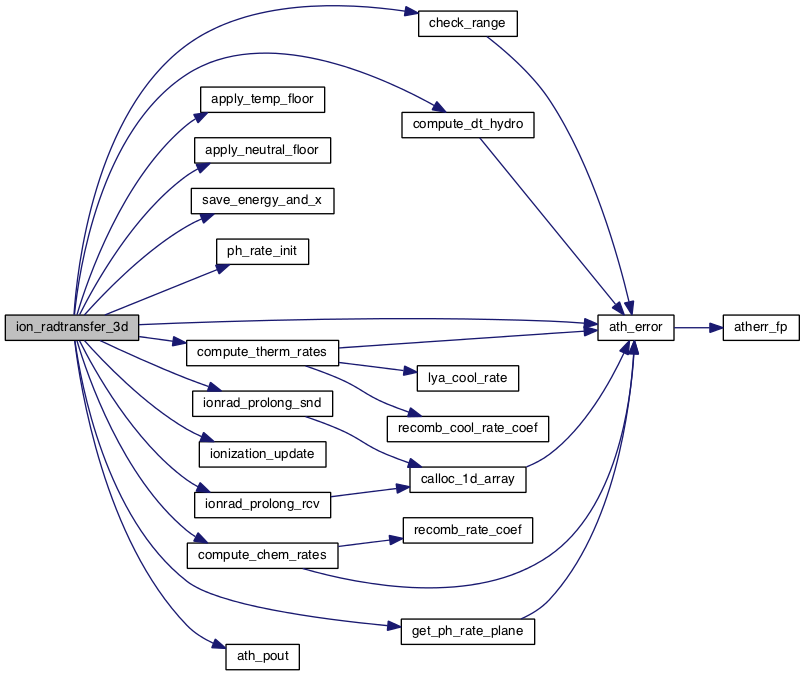 check_range
apply_temp_floor
compute_dt_hydro
apply_neutral_floor
save_energy_and_x
ph_rate_init
ion_radtransfer_3d
ath_error
atherr_fp
compute_therm_rates
lya_cool_rate
ionrad_prolong_snd
recomb_cool_rate_coef
ionization_update
calloc_1d_array
ionrad_prolong_rcv
recomb_rate_coef
compute_chem_rates
get_ph_rate_plane
ath_pout